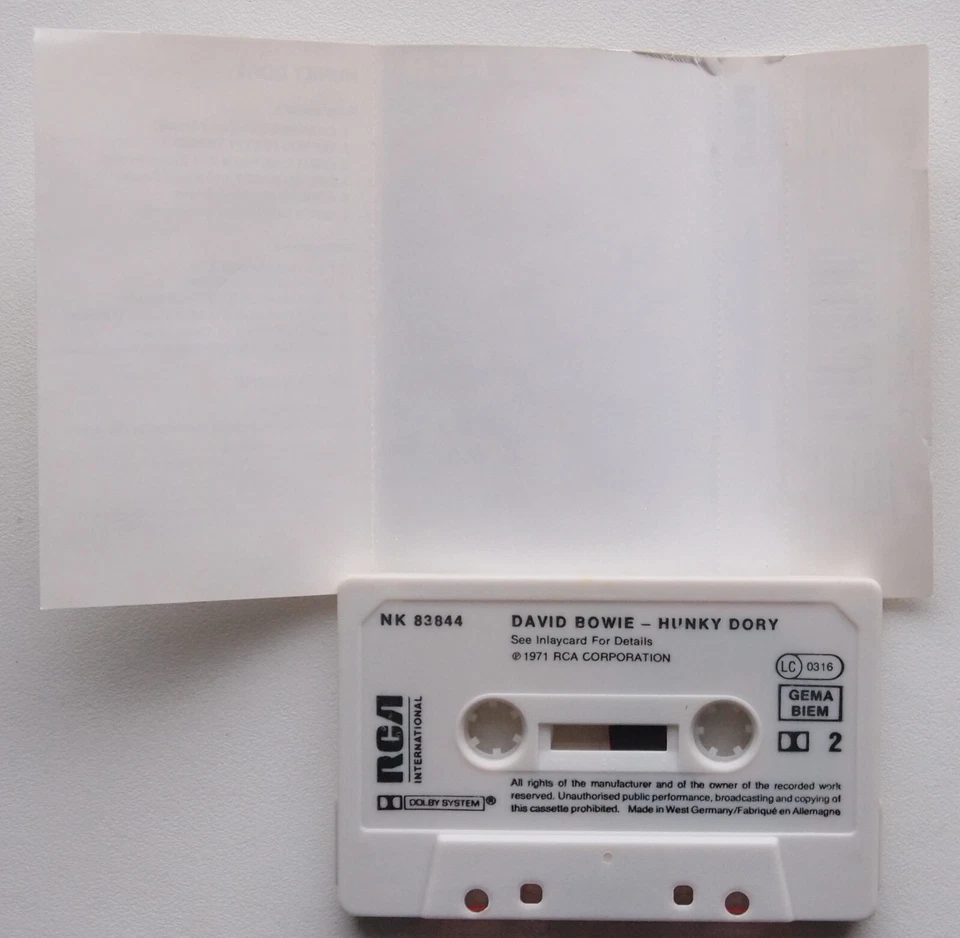 NK 83844
DAVID BOWIE – HUNKY DORY
See Inlaycard For Details
℗ 1971 RCA CORPORATION
LC 0316
GEMA
BIEM
2
RCA
INTERNATIONAL
DOLBY SYSTEM ®
All rights of the manufacturer and of the owner of the recorded work
reserved. Unauthorised public performance, broadcasting and copying of
this cassette prohibited. Made in West Germany/Fabriqué en Allemagne